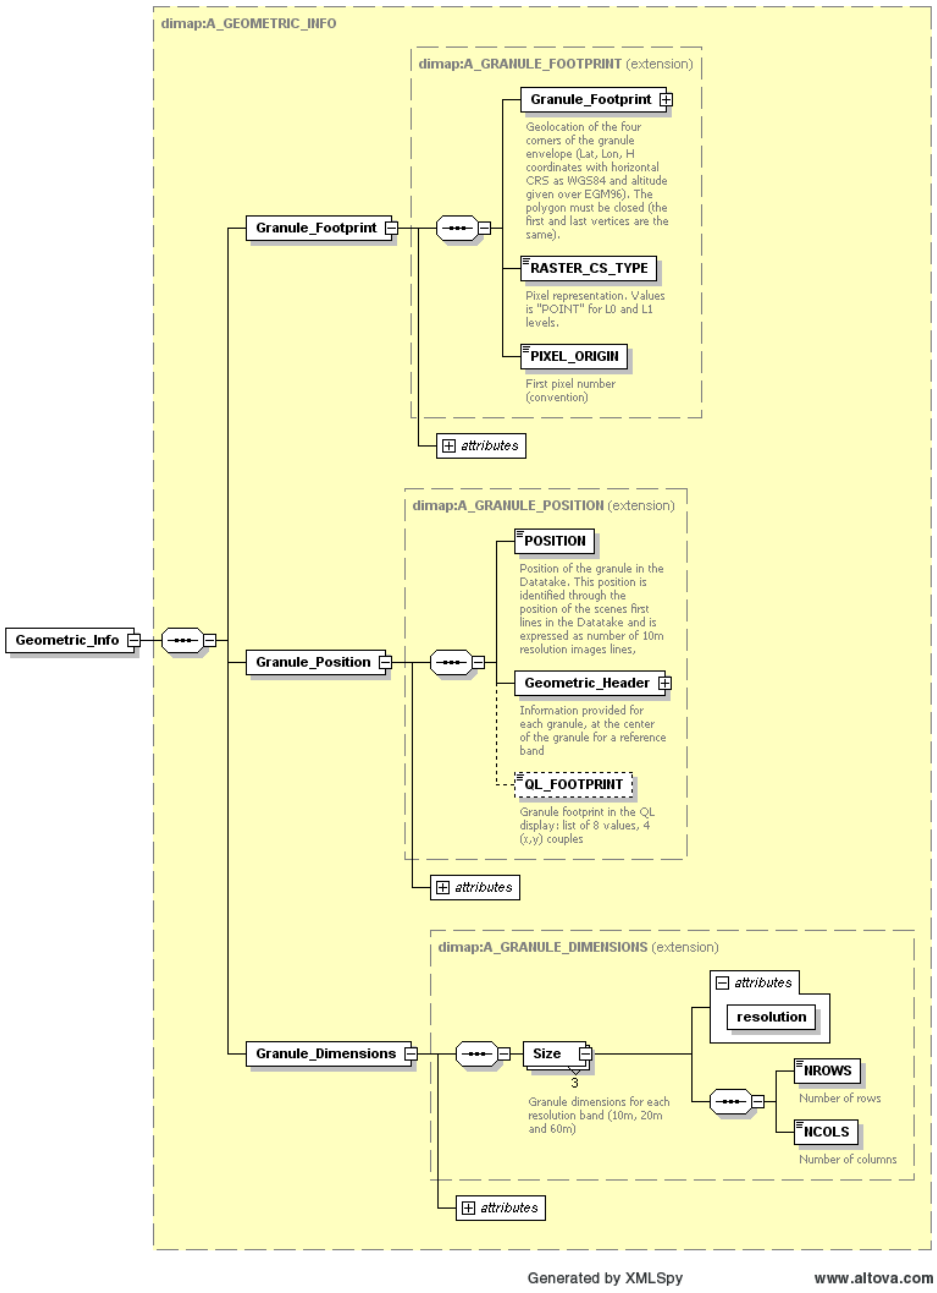 dimap:A_GEOMETRIC_INFO
dimap:A_GRANULE_FOOTPRINT (extension)
Granule_Footprint
Geolocation of the four
corners of the granule
envelope (Lat, Lon, H
coordinates with horizontal
CRS as WGS84 and altitude
given over EGM96). The
polygon must be closed (the
first and last vertices are the
same).
Granule_Footprint
RASTER_CS_TYPE
Pixel representation. Values
is "POINT" for L0 and L1
levels.
PIXEL_ORIGIN
First pixel number
(convention)
attributes
dimap:A_GRANULE_POSITION (extension)
POSITION
Position of the granule in the
Datatake. This position is
identified through the
position of the scenes first
lines in the Datatake and is
expressed as number of 10m
resolution images lines,
Geometric_Info
Granule_Position
Geometric_Header
Information provided for
each granule, at the center
of the granule for a reference
band
QL_FOOTPRINT
Granule footprint in the QL
display: list of 8 values, 4
(x,y) couples
attributes
dimap:A_GRANULE_DIMENSIONS (extension)
attributes
resolution
Granule_Dimensions
Size
3
Granule dimensions for each
resolution band (10m, 20m
and 60m)
NROWS
Number of rows
NCOLS
Number of columns
attributes
Generated by XMLSpy
www.altova.com